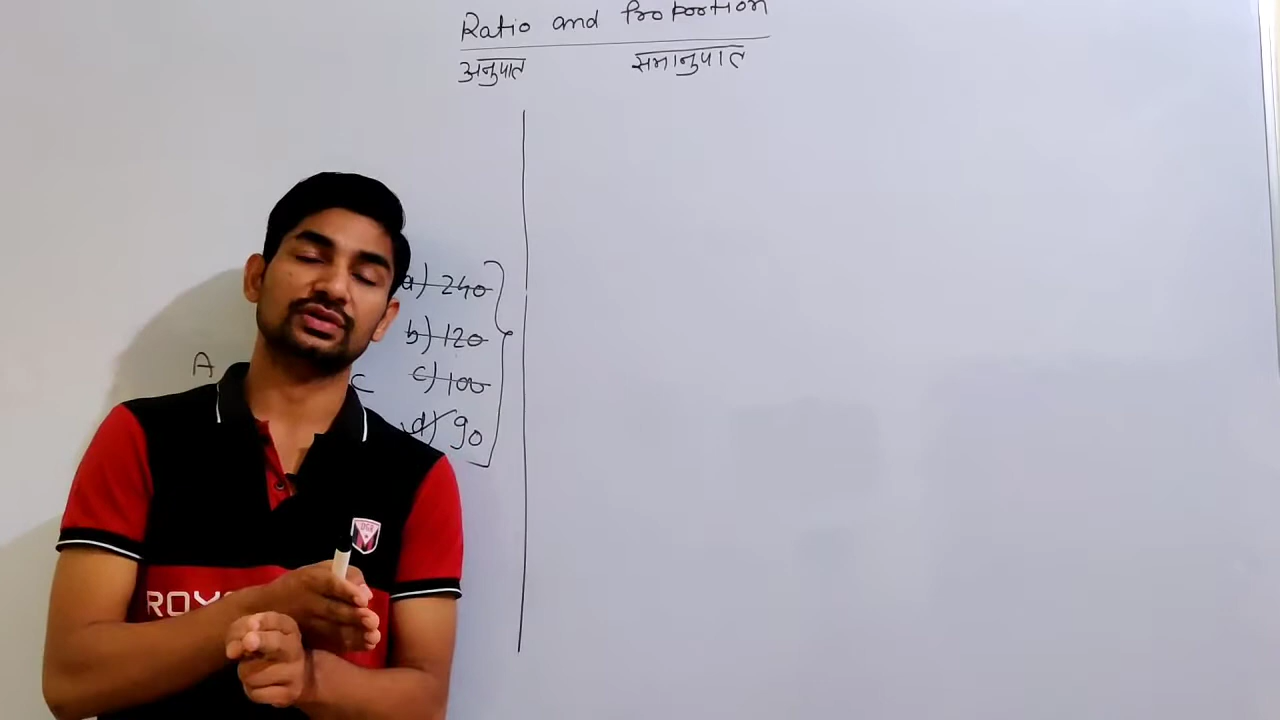 Ratio and Proportion
अनुपात समानुपात
a) 240
b) 120
A C c) 100
d) 90
ROY